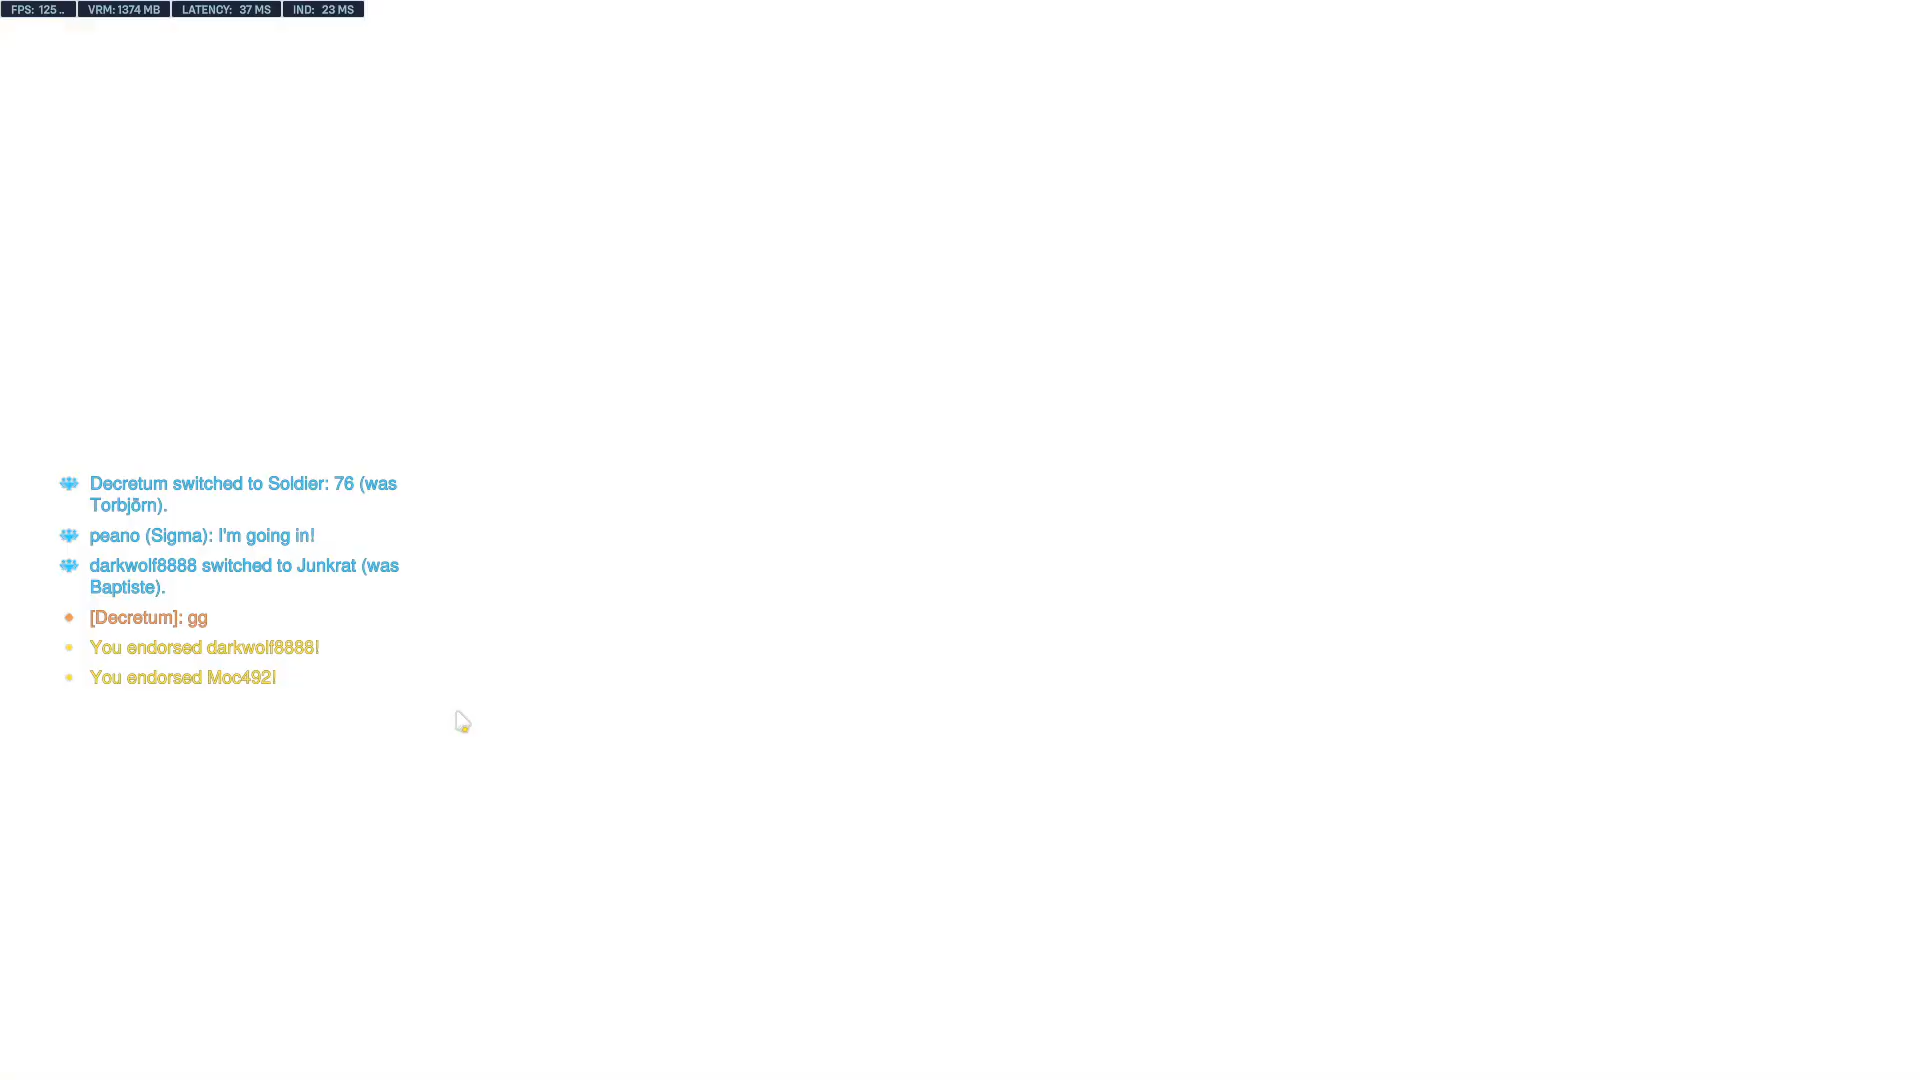 FPS: 125 .. VRM: 1374 MB LATENCY: 37 MS IND: 23 MS
Decretum switched to Soldier: 76 (was
Torbjörn).
peano (Sigma): I'm going in!
darkwolf8888 switched to Junkrat (was
Baptiste).
[Decretum]: gg
You endorsed darkwolf8888!
You endorsed Moc492!